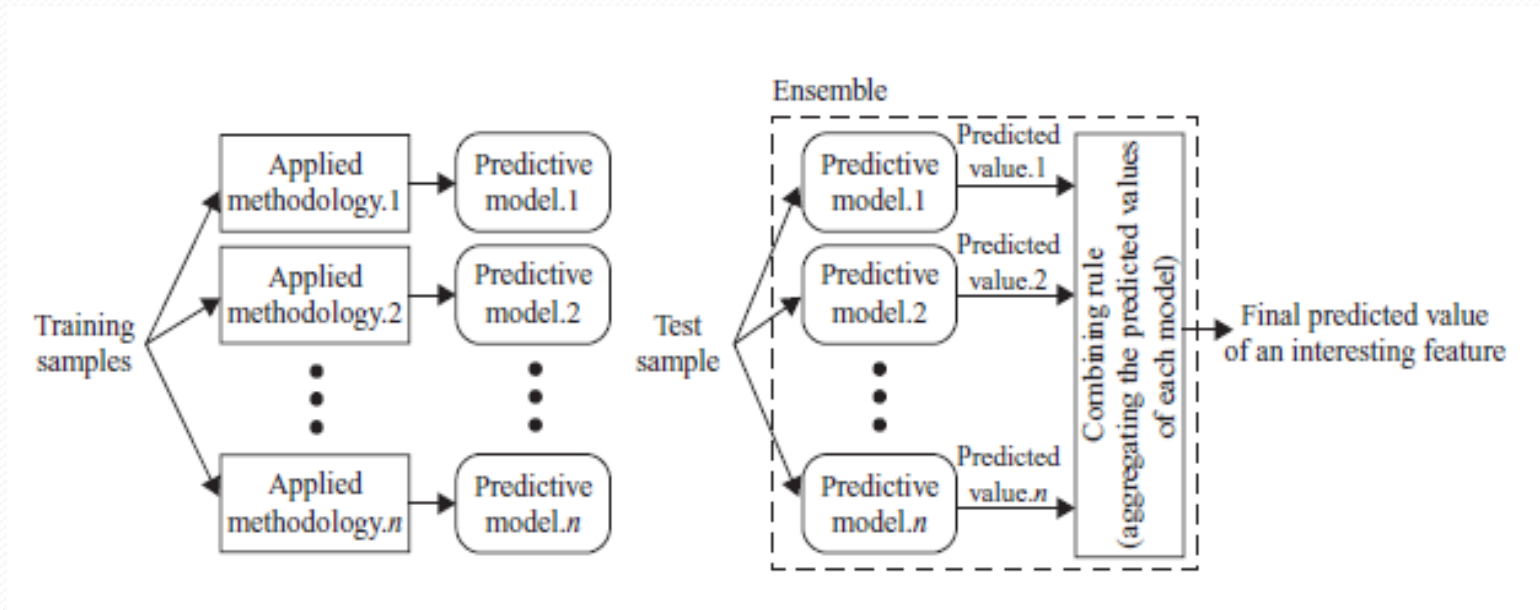 Training
samples
Applied
methodology.1
Predictive
model.1
Applied
methodology.2
Predictive
model.2
Applied
methodology.n
Predictive
model.n
Test
sample
Ensemble
Predictive
model.1
Predicted
value.1
Predictive
model.2
Predicted
value.2
Predictive
model.n
Predicted
value.n
Combining rule
(aggregating the predicted values
of each model)
Final predicted value
of an interesting feature